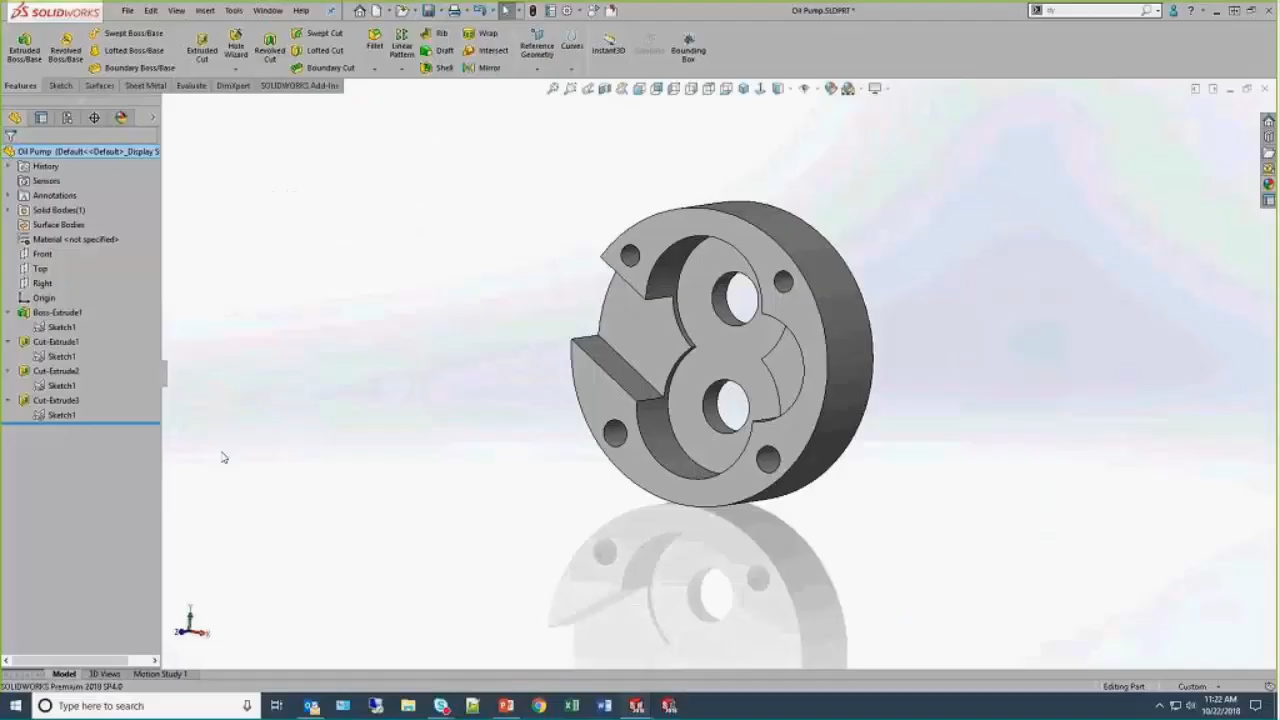 SOLIDWORKS File Edit View Insert Tools Window Help Oil Pump.SLDPRT *
Extruded Boss/Base Revolved Boss/Base Swept Boss/Base Lofted Boss/Base Boundary Boss/Base Extruded Cut Hole Wizard Revolved Cut Swept Cut Lofted Cut Boundary Cut Fillet Linear Pattern Rib Draft Shell Wrap Intersect Mirror Reference Geometry Curves Instant3D Bounding Box
Features Sketch Surfaces Sheet Metal Evaluate DimXpert SOLIDWORKS Add-Ins
Oil Pump (Default<<Default>_Display S
History
Sensors
Annotations
Solid Bodies(1)
Surface Bodies
Material <not specified>
Front
Top
Right
Origin
Boss-Extrude1
Sketch1
Cut-Extrude1
Sketch1
Cut-Extrude2
Sketch1
Cut-Extrude3
Sketch1
Y
Z X
Model 3D Views Motion Study 1
SOLIDWORKS Premium 2018 SP4.0 Editing Part Custom
Type here to search 11:22 AM
10/22/2018